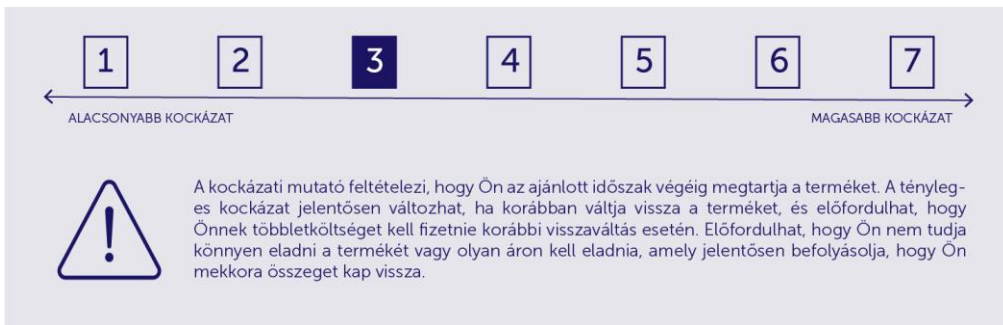 1 2 3 4 5 6 7
ALACSONYABB KOCKÁZAT MAGASABB KOCKÁZAT
A kockázati mutató feltételezi, hogy Ön az ajánlott időszak végéig megtartja a terméket. A tényleg-
es kockázat jelentősen változhat, ha korábban váltja vissza a terméket, és előfordulhat, hogy
Önnek többletköltséget kell fizetnie korábbi visszaváltás esetén. Előfordulhat, hogy Ön nem tudja
könnyen eladni a termékét vagy olyan áron kell eladnia, amely jelentősen befolyásolja, hogy Ön
mekkora összeget kap vissza.